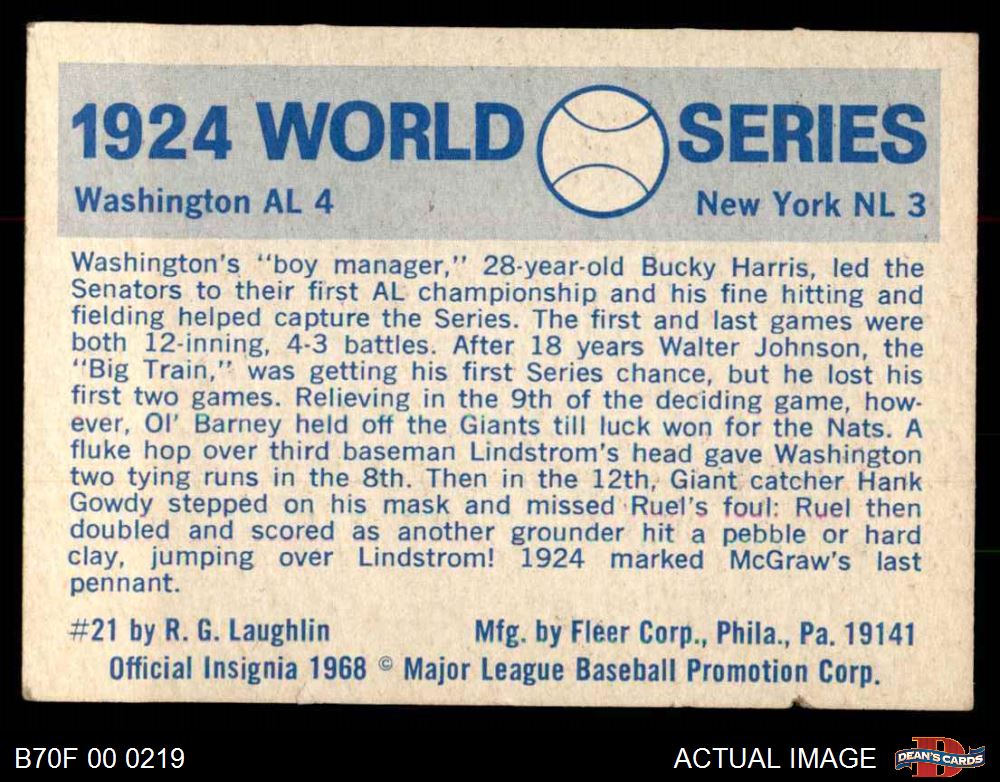 1924 WORLD SERIES
Washington AL 4 New York NL 3
Washington's "boy manager," 28-year-old Bucky Harris, led the
Senators to their first AL championship and his fine hitting and
fielding helped capture the Series. The first and last games were
both 12-inning, 4-3 battles. After 18 years Walter Johnson, the
"Big Train," was getting his first Series chance, but he lost his
first two games. Relieving in the 9th of the deciding game, how-
ever, Ol' Barney held off the Giants till luck won for the Nats. A
fluke hop over third baseman Lindstrom's head gave Washington
two tying runs in the 8th. Then in the 12th, Giant catcher Hank
Gowdy stepped on his mask and missed Ruel's foul: Ruel then
doubled and scored as another grounder hit a pebble or hard
clay, jumping over Lindstrom! 1924 marked McGraw's last
pennant.
#21 by R. G. Laughlin Mfg. by Fleer Corp., Phila., Pa. 19141
Official Insignia 1968 © Major League Baseball Promotion Corp.
B70F 00 0219 ACTUAL IMAGE D DEAN'S CARDS